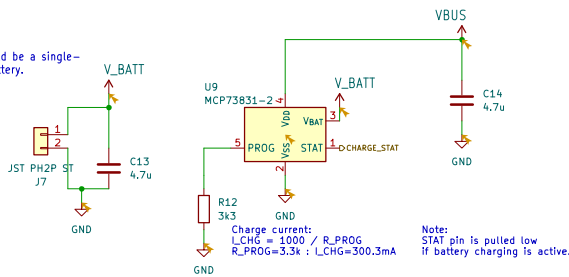 VBUS
d be a single-
ttery.
V_BATT
U9
MCP73831-2
V_BATT
4
VDD
VBAT
3
C14
4.7u
1
2
JST PH2P ST
J7
C13
4.7u
5
PROG
VSS
STAT
1
CHARGE_STAT
2
GND
R12
3k3
GND
GND
GND
Charge current:
I_CHG = 1000 / R_PROG
R_PROG=3.3k : I_CHG=300.3mA
Note:
STAT pin is pulled low
if battery charging is active.